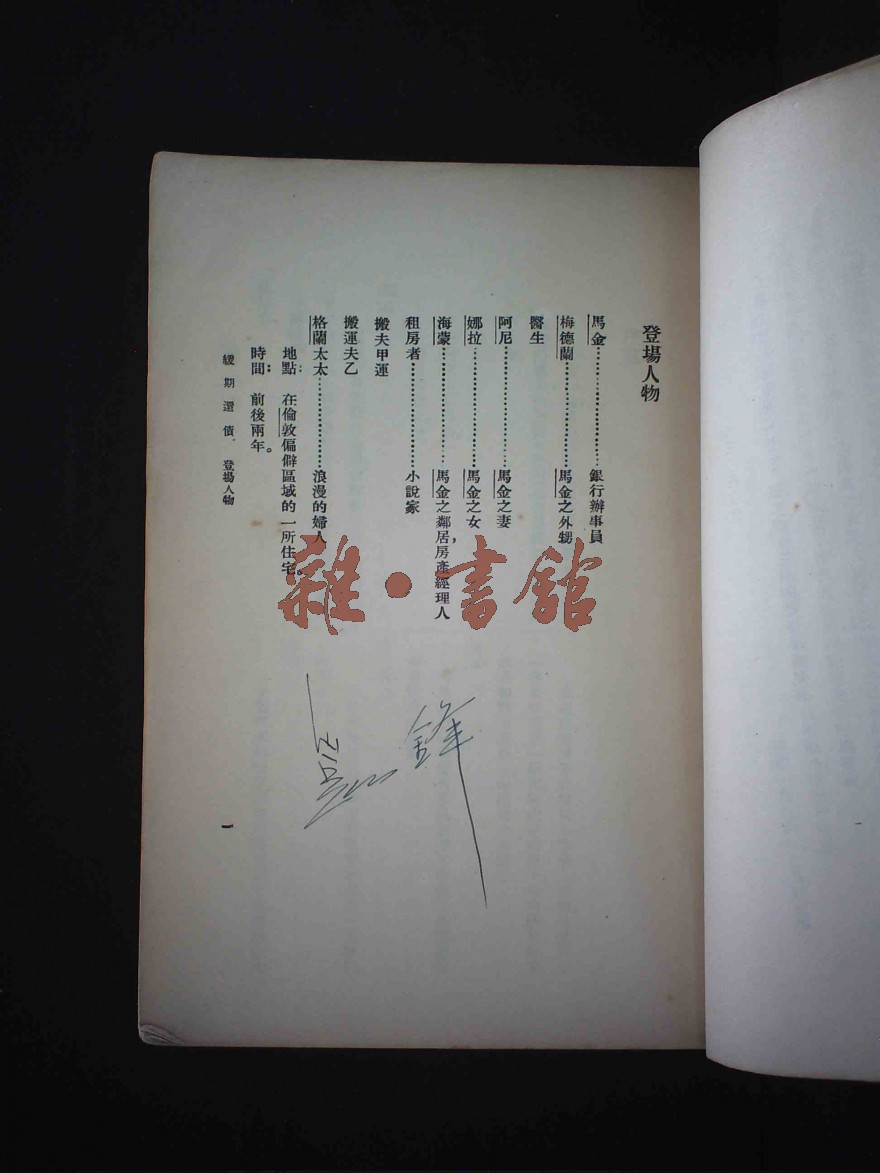 登場人物
馬金……………………銀行辦事員
梅德蘭…………………馬金之外甥
醫生
阿尼……………………馬金之妻
娜拉……………………馬金之女
海蒙……………………馬金之鄰居，房產經理人
租房者…………………小說家
搬夫甲運
搬運夫乙
格蘭太太………………浪漫的婦人
地點：在倫敦偏僻區域的一所住宅。
時間：前後兩年。
緩期還債．登場人物
一
雜·書館
鋒